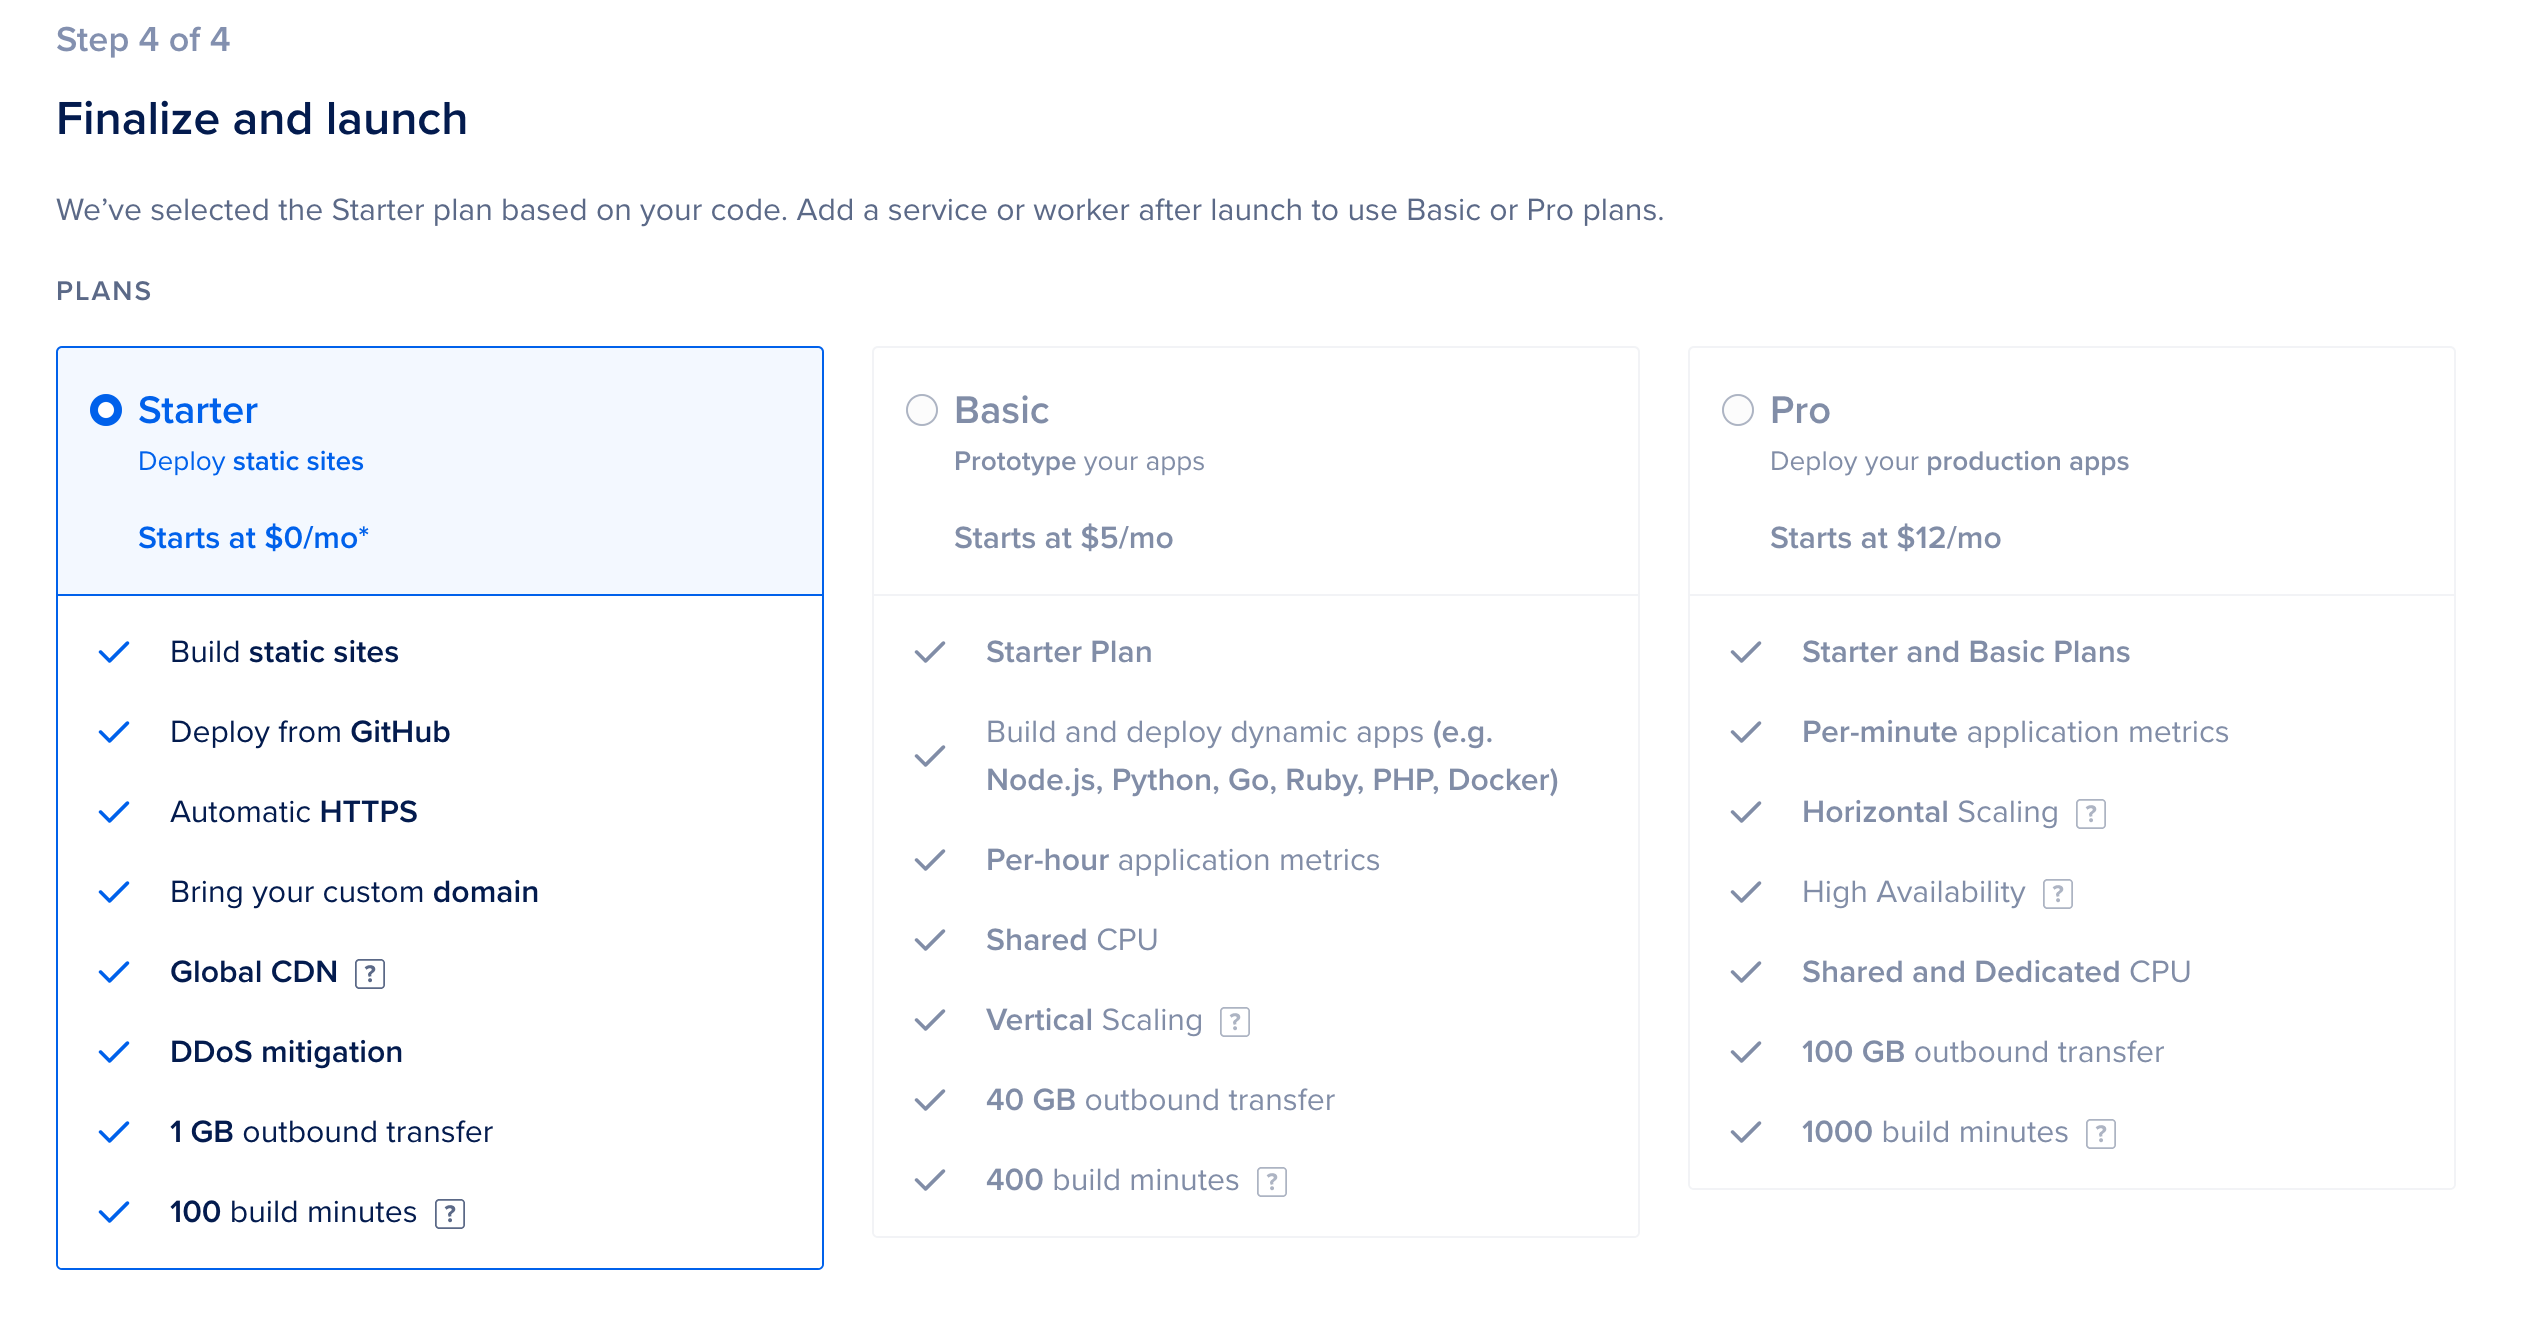 Step 4 of 4
Finalize and launch
We’ve selected the Starter plan based on your code. Add a service or worker after launch to use Basic or Pro plans.
PLANS
Starter
Deploy static sites
Starts at $0/mo*
Build static sites
Deploy from GitHub
Automatic HTTPS
Bring your custom domain
Global CDN ?
DDoS mitigation
1 GB outbound transfer
100 build minutes ?
Basic
Prototype your apps
Starts at $5/mo
Starter Plan
Build and deploy dynamic apps (e.g.
Node.js, Python, Go, Ruby, PHP, Docker)
Per-hour application metrics
Shared CPU
Vertical Scaling ?
40 GB outbound transfer
400 build minutes ?
Pro
Deploy your production apps
Starts at $12/mo
Starter and Basic Plans
Per-minute application metrics
Horizontal Scaling ?
High Availability ?
Shared and Dedicated CPU
100 GB outbound transfer
1000 build minutes ?